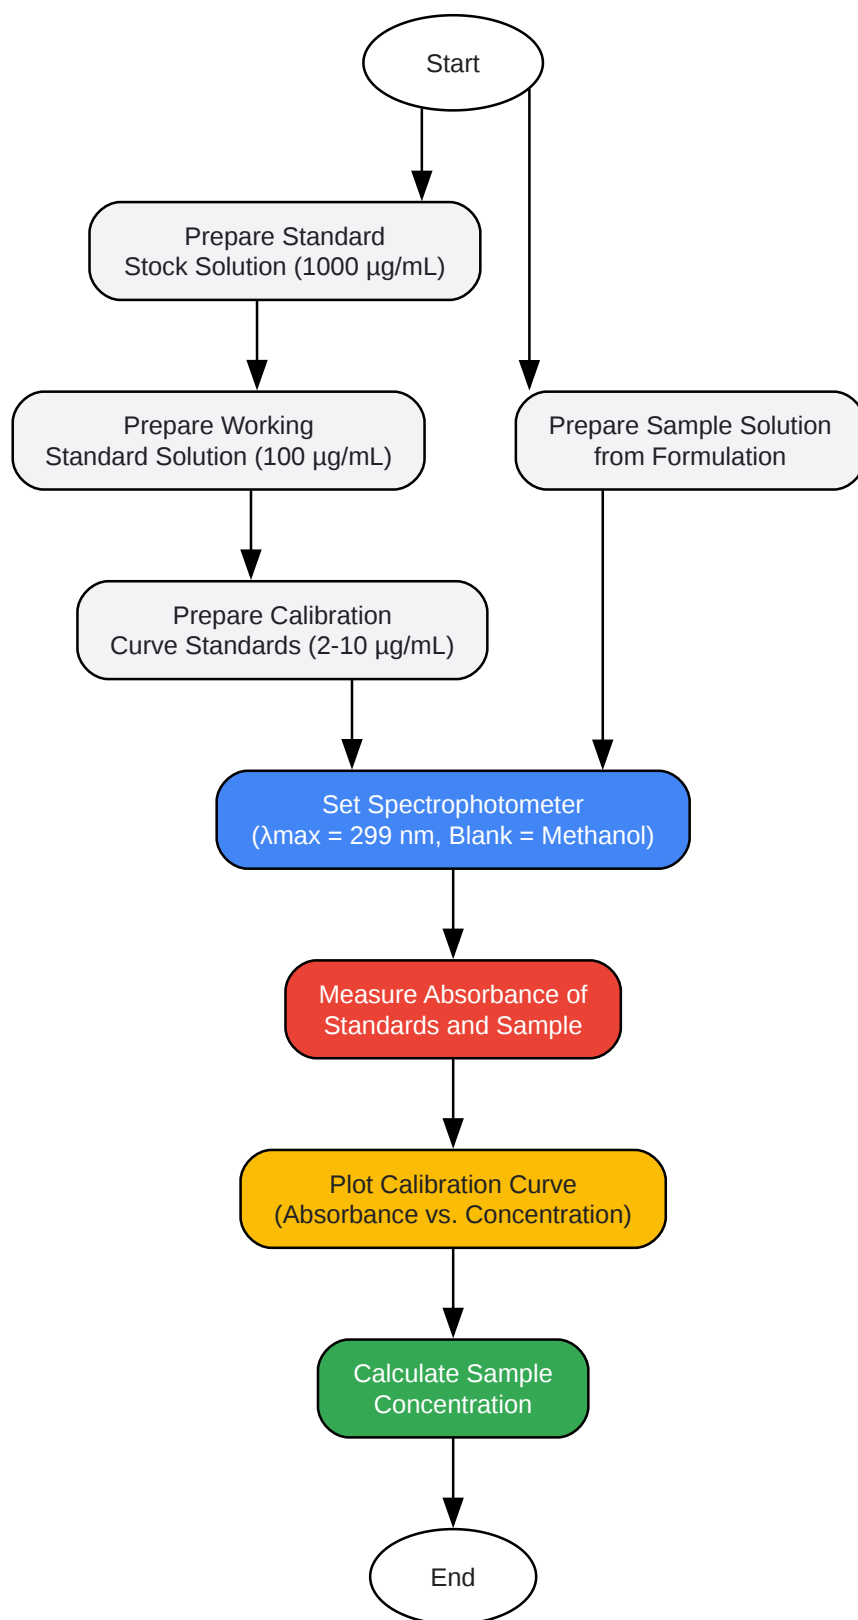 Start
Prepare Standard
Stock Solution (1000 µg/mL)
Prepare Working
Standard Solution (100 µg/mL)
Prepare Sample Solution
from Formulation
Prepare Calibration
Curve Standards (2-10 µg/mL)
Set Spectrophotometer
(λmax = 299 nm, Blank = Methanol)
Measure Absorbance of
Standards and Sample
Plot Calibration Curve
(Absorbance vs. Concentration)
Calculate Sample
Concentration
End